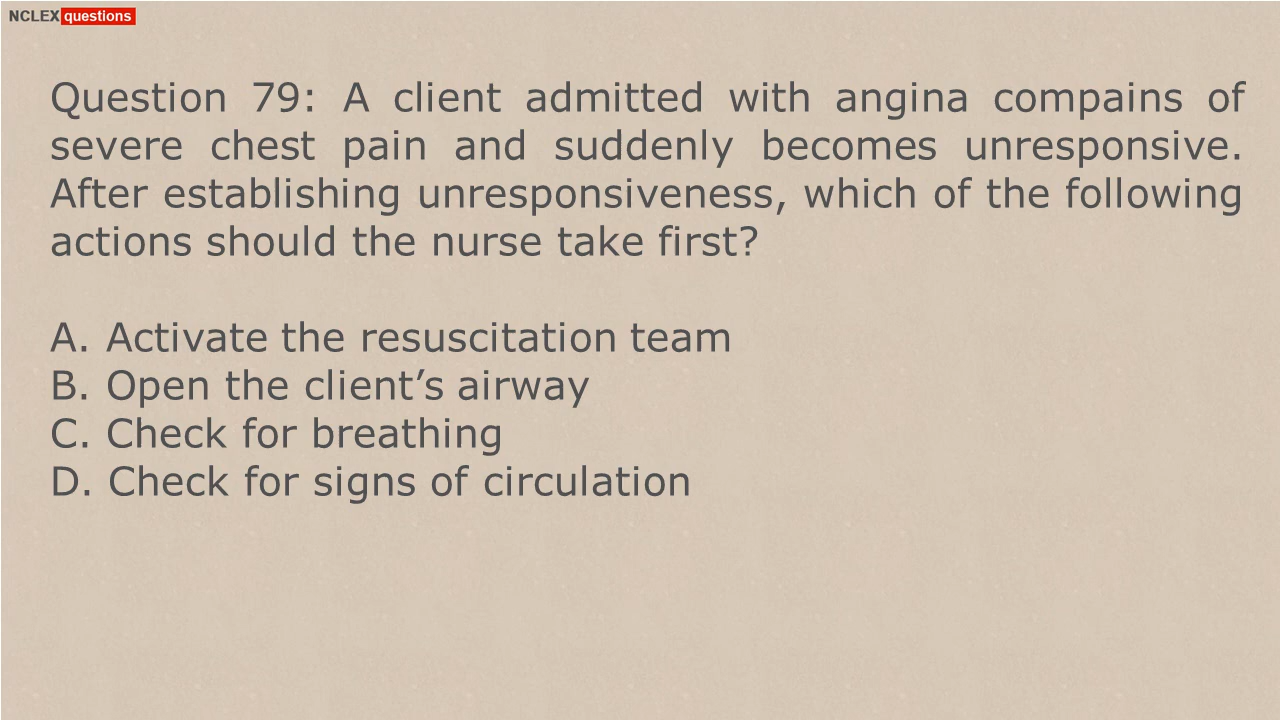 NCLEX questions
Question 79: A client admitted with angina compains of
severe chest pain and suddenly becomes unresponsive.
After establishing unresponsiveness, which of the following
actions should the nurse take first?
A. Activate the resuscitation team
B. Open the client’s airway
C. Check for breathing
D. Check for signs of circulation